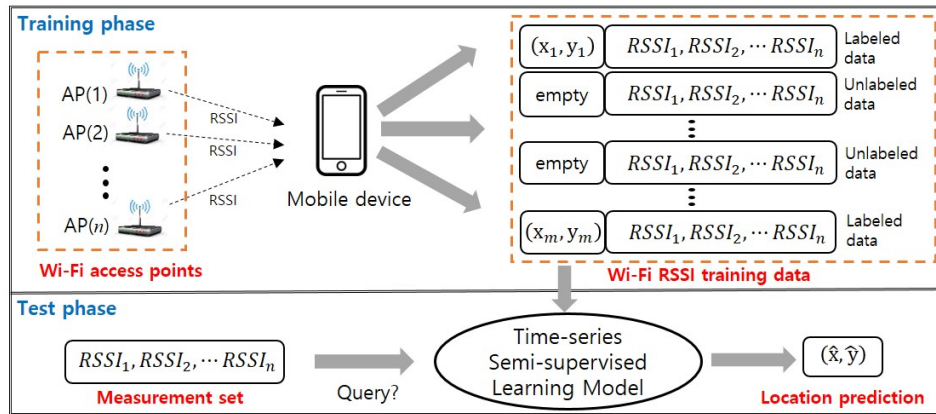 Training phase
AP(1)
AP(2)
AP(n)
RSSI
RSSI
RSSI
Wi-Fi access points
Mobile device
(x₁, y₁) RSSI₁, RSSI₂, ⋯ RSSIₙ Labeled data
empty RSSI₁, RSSI₂, ⋯ RSSIₙ Unlabeled data
empty RSSI₁, RSSI₂, ⋯ RSSIₙ Unlabeled data
(xₘ, yₘ) RSSI₁, RSSI₂, ⋯ RSSIₙ Labeled data
Wi-Fi RSSI training data
Test phase
RSSI₁, RSSI₂, ⋯ RSSIₙ
Measurement set
Query?
Time-series
Semi-supervised
Learning Model
(x̂, ŷ)
Location prediction